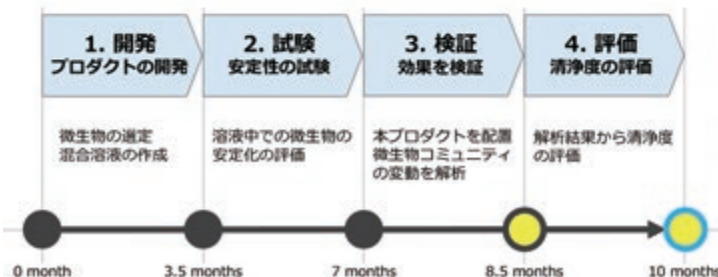 1. 開発
プロダクトの開発
2. 試験
安定性の試験
3. 検証
効果を検証
4. 評価
清浄度の評価
微生物の選定
混合溶液の作成
溶液中での微生物の
安定化の評価
本プロダクトを配置
微生物コミュニティ
の変動を解析
解析結果から清浄度
の評価
0 month
3.5 months
7 months
8.5 months
10 months